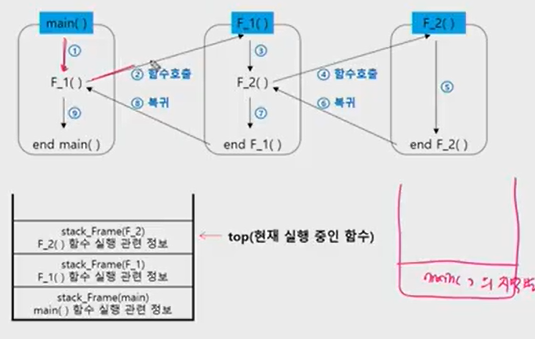 main( )
F_1( )
F_2( )
①
③
② 함수호출
④ 함수호출
F_1( )
F_2( )
⑤
⑧ 복귀
⑥ 복귀
⑨
⑦
end main( )
end F_1( )
end F_2( )
stack_Frame(F_2)
F_2( ) 함수 실행 관련 정보
top(현재 실행 중인 함수)
stack_Frame(F_1)
F_1( ) 함수 실행 관련 정보
stack_Frame(main)
main( ) 함수 실행 관련 정보
main( ) 의